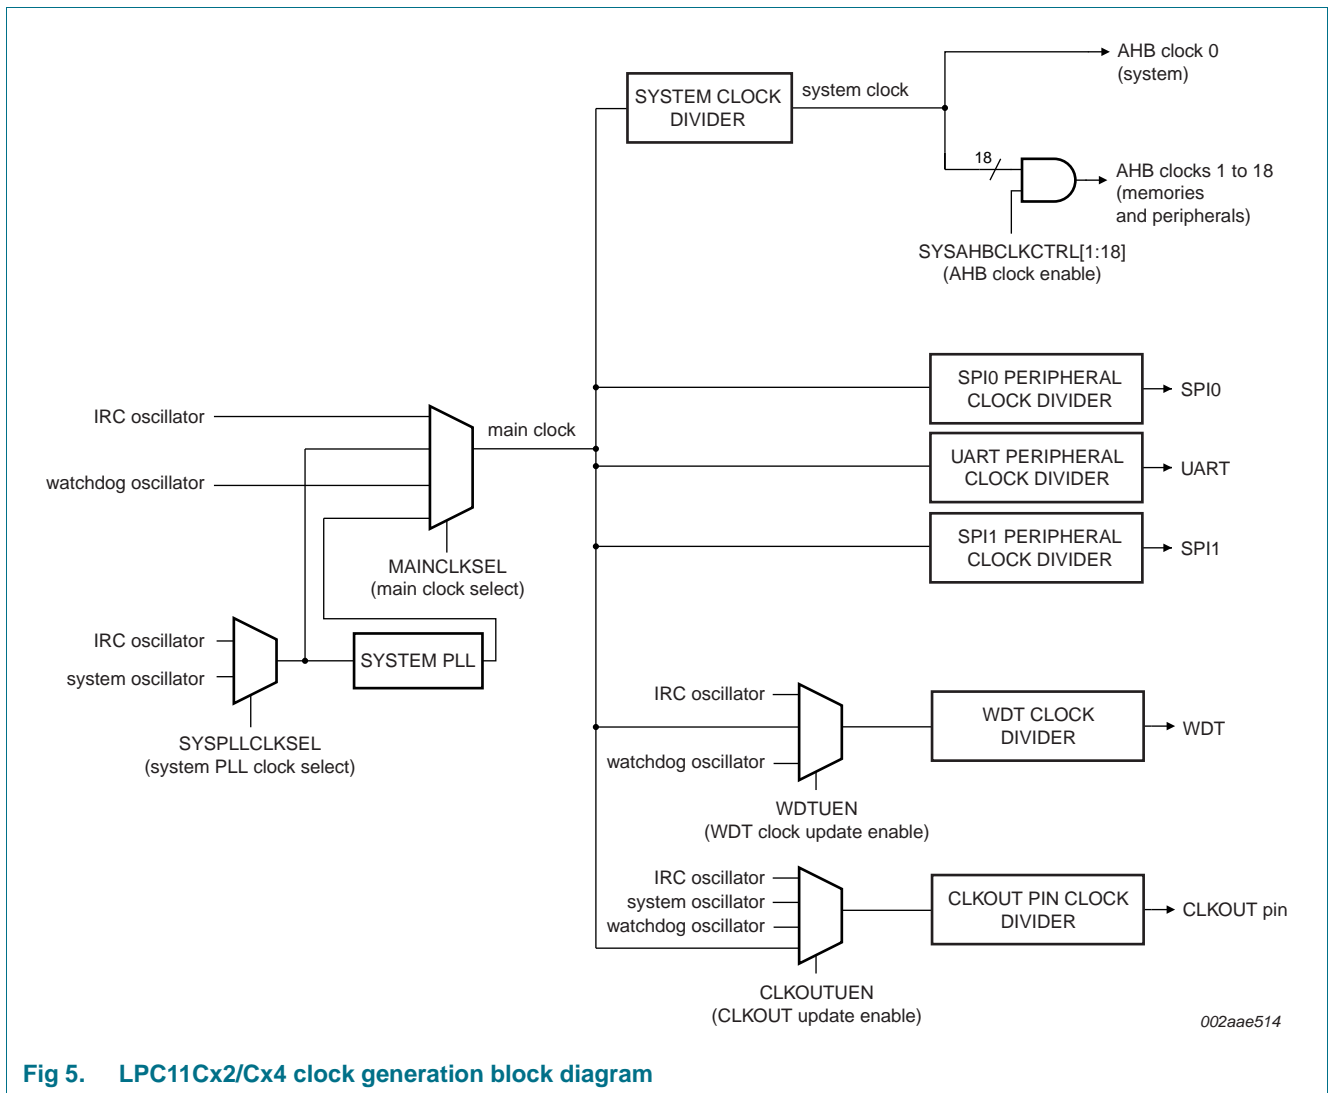 AHB clock 0
(system)
SYSTEM CLOCK
DIVIDER
system clock
18
AHB clocks 1 to 18
(memories
and peripherals)
SYSAHBCLKCTRL[1:18]
(AHB clock enable)
SPI0 PERIPHERAL
CLOCK DIVIDER
SPI0
IRC oscillator
main clock
UART PERIPHERAL
CLOCK DIVIDER
UART
watchdog oscillator
SPI1 PERIPHERAL
CLOCK DIVIDER
SPI1
MAINCLKSEL
(main clock select)
IRC oscillator
system oscillator
SYSTEM PLL
SYSPLLCLKSEL
(system PLL clock select)
IRC oscillator
watchdog oscillator
WDT CLOCK
DIVIDER
WDT
WDTUEN
(WDT clock update enable)
IRC oscillator
system oscillator
watchdog oscillator
CLKOUT PIN CLOCK
DIVIDER
CLKOUT pin
CLKOUTUEN
(CLKOUT update enable)
002aae514
Fig 5. LPC11Cx2/Cx4 clock generation block diagram